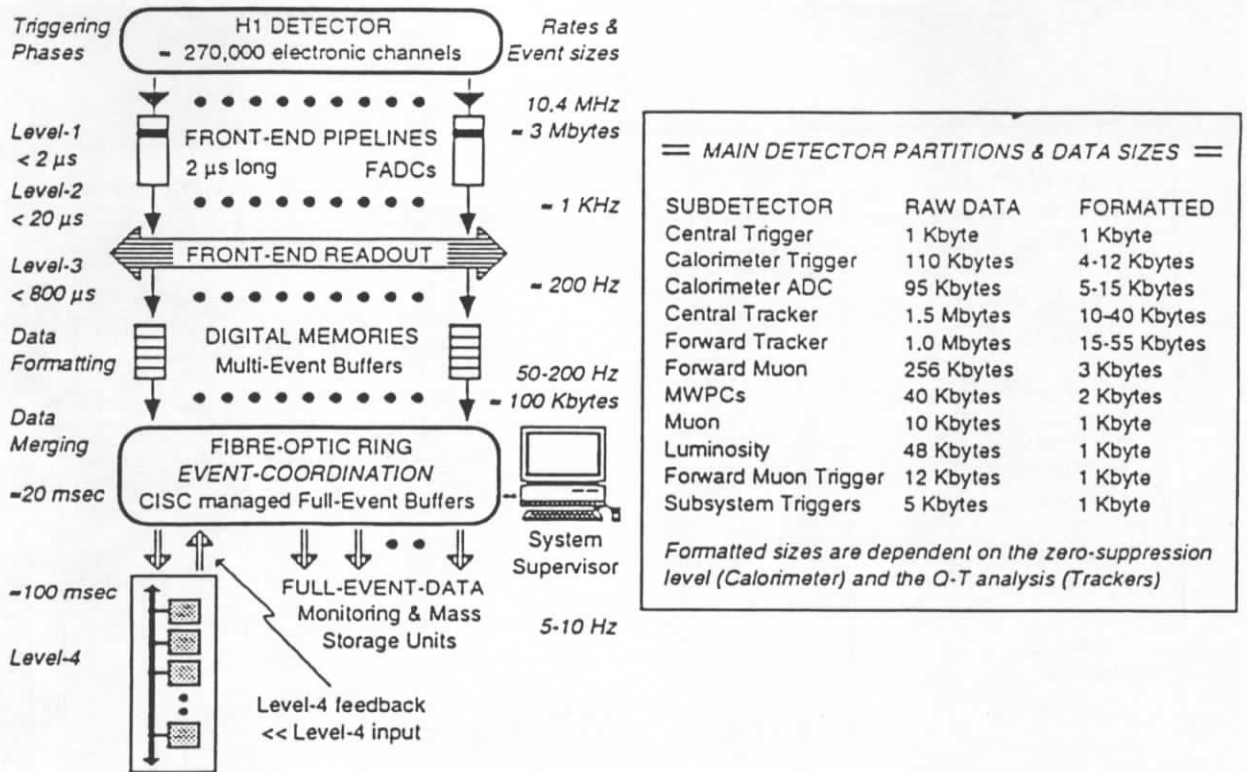 Triggering
Phases
H1 DETECTOR
≈ 270,000 electronic channels
Rates &
Event sizes
10.4 MHz
≈ 3 Mbytes
Level-1
< 2 µs
FRONT-END PIPELINES
2 µs long FADCs
Level-2
< 20 µs
≈ 1 KHz
FRONT-END READOUT
Level-3
< 800 µs
≈ 200 Hz
Data
Formatting
DIGITAL MEMORIES
Multi-Event Buffers
50-200 Hz
≈ 100 Kbytes
Data
Merging
≈20 msec
FIBRE-OPTIC RING
EVENT-COORDINATION
CISC managed Full-Event Buffers
System
Supervisor
≈100 msec
FULL-EVENT-DATA
Monitoring & Mass
Storage Units
5-10 Hz
Level-4
Level-4 feedback
<< Level-4 input
MAIN DETECTOR PARTITIONS & DATA SIZES
SUBDETECTOR RAW DATA FORMATTED
Central Trigger 1 Kbyte 1 Kbyte
Calorimeter Trigger 110 Kbytes 4-12 Kbytes
Calorimeter ADC 95 Kbytes 5-15 Kbytes
Central Tracker 1.5 Mbytes 10-40 Kbytes
Forward Tracker 1.0 Mbytes 15-55 Kbytes
Forward Muon 256 Kbytes 3 Kbytes
MWPCs 40 Kbytes 2 Kbytes
Muon 10 Kbytes 1 Kbyte
Luminosity 48 Kbytes 1 Kbyte
Forward Muon Trigger 12 Kbytes 1 Kbyte
Subsystem Triggers 5 Kbytes 1 Kbyte
Formatted sizes are dependent on the zero-suppression
level (Calorimeter) and the Q-T analysis (Trackers)